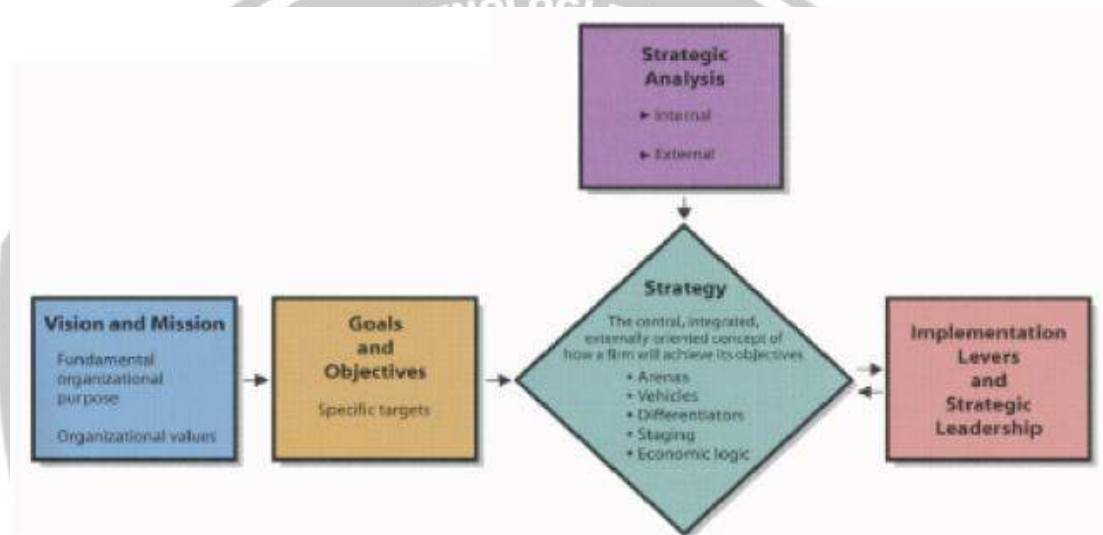 Strategic
Analysis
► Internal
► External
Vision and Mission
Fundamental
organizational
purpose
Organizational values
Goals
and
Objectives
Specific targets
Strategy
The central, integrated,
externally oriented concept of
how a firm will achieve its objectives
• Arenas
• Vehicles
• Differentiators
• Staging
• Economic logic
Implementation
Levers
and
Strategic
Leadership